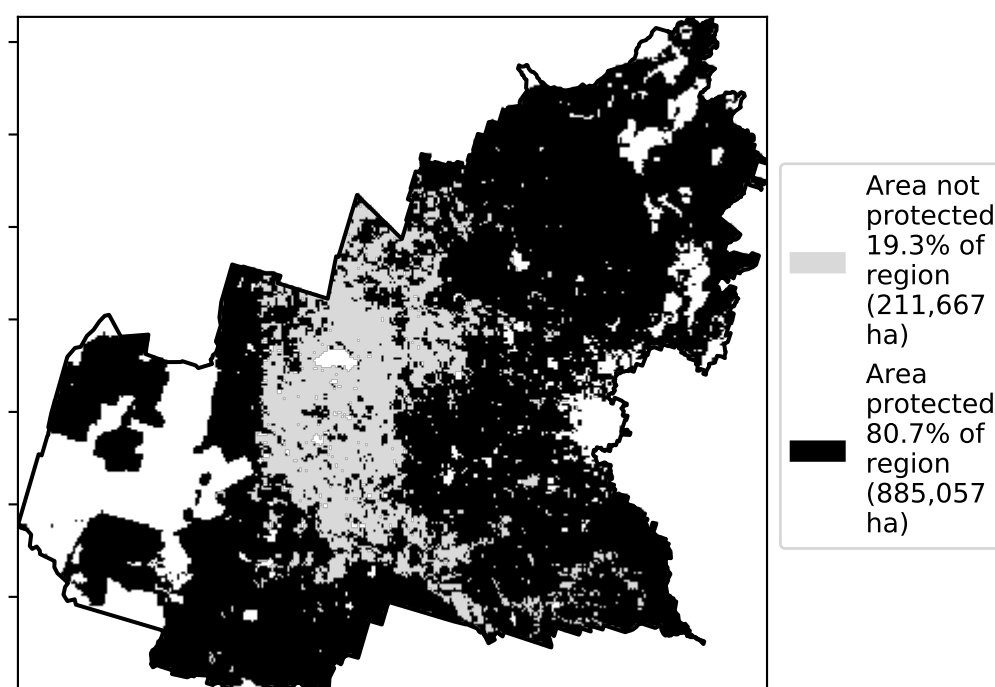 Area not
protected
19.3% of
region
(211,667
ha)
Area
protected
80.7% of
region
(885,057
ha)